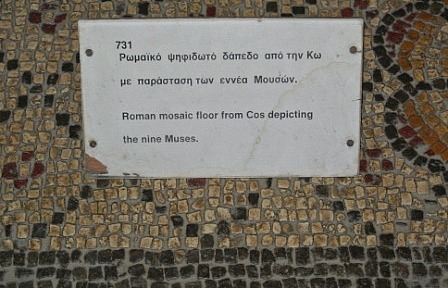 731
Ρωμαϊκό ψηφιδωτό δάπεδο από την Κω
με παράσταση των εννέα Μουσών.
Roman mosaic floor from Cos depicting
the nine Muses.